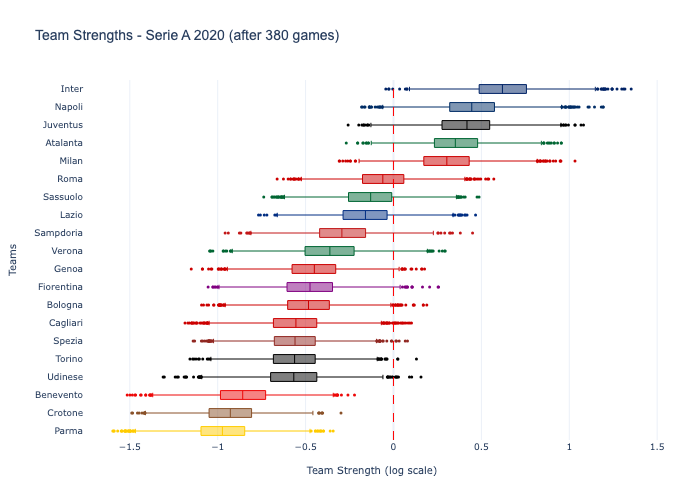 Team Strengths - Serie A 2020 (after 380 games)
Inter
Napoli
Juventus
Atalanta
Milan
Roma
Sassuolo
Lazio
Sampdoria
Verona
Teams
Genoa
Fiorentina
Bologna
Cagliari
Spezia
Torino
Udinese
Benevento
Crotone
Parma
−1.5 −1 −0.5 0 0.5 1 1.5
Team Strength (log scale)